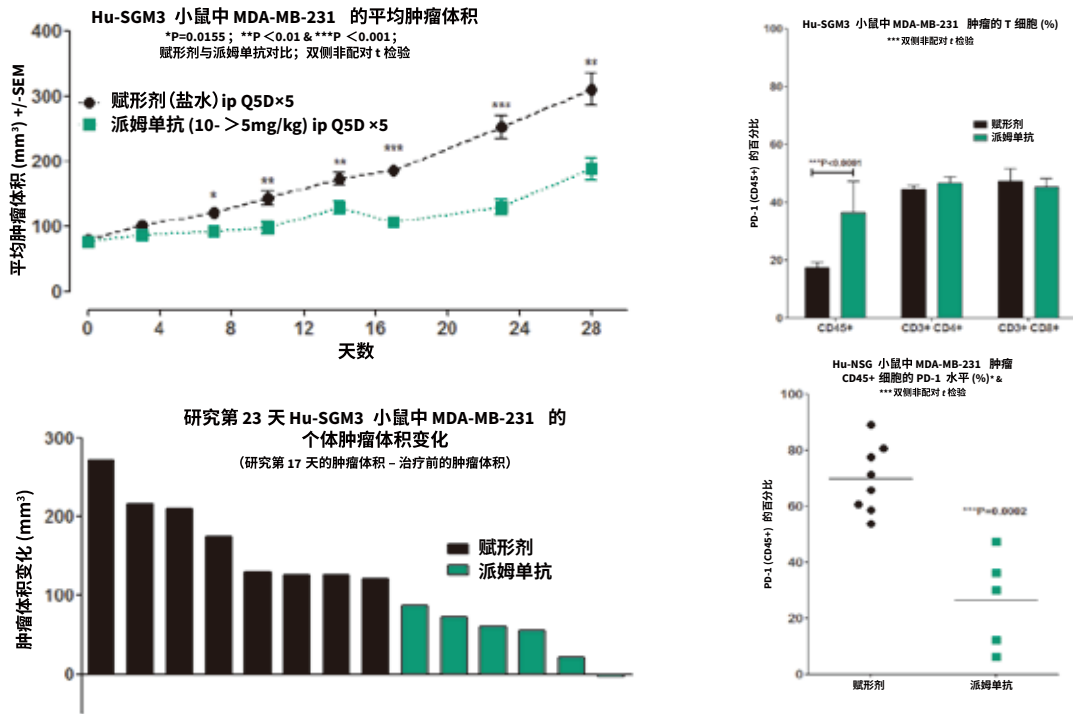 Hu-SGM3 小鼠中 MDA-MB-231 的平均肿瘤体积
*P=0.0155；**P＜0.01 & ***P ＜0.001；
赋形剂与派姆单抗对比；双侧非配对 t 检验
平均肿瘤体积 (mm³) +/-SEM
400
300
200
100
0
赋形剂（盐水）ip Q5D×5
派姆单抗 (10- ＞5mg/kg) ip Q5D ×5
*
**
**
***
***
**
0 4 8 12 16 20 24 28
天数
Hu-SGM3 小鼠中 MDA-MB-231 肿瘤的 T 细胞 (%)
*** 双侧非配对 t 检验
PD-1 (CD45+) 的百分比
100
80
60
40
20
0
赋形剂
派姆单抗
***P<0.0001
CD45+ CD3+ CD4+ CD3+ CD8+
研究第 23 天 Hu-SGM3 小鼠中 MDA-MB-231 的
个体肿瘤体积变化
（研究第 17 天的肿瘤体积 – 治疗前的肿瘤体积）
肿瘤体积变化 (mm³)
300
200
100
0
赋形剂
派姆单抗
Hu-NSG 小鼠中 MDA-MB-231 肿瘤
CD45+ 细胞的 PD-1 水平 (%)* &
*** 双侧非配对 t 检验
PD-1 (CD45+) 的百分比
100
80
60
40
20
0
***P=0.0002
赋形剂 派姆单抗